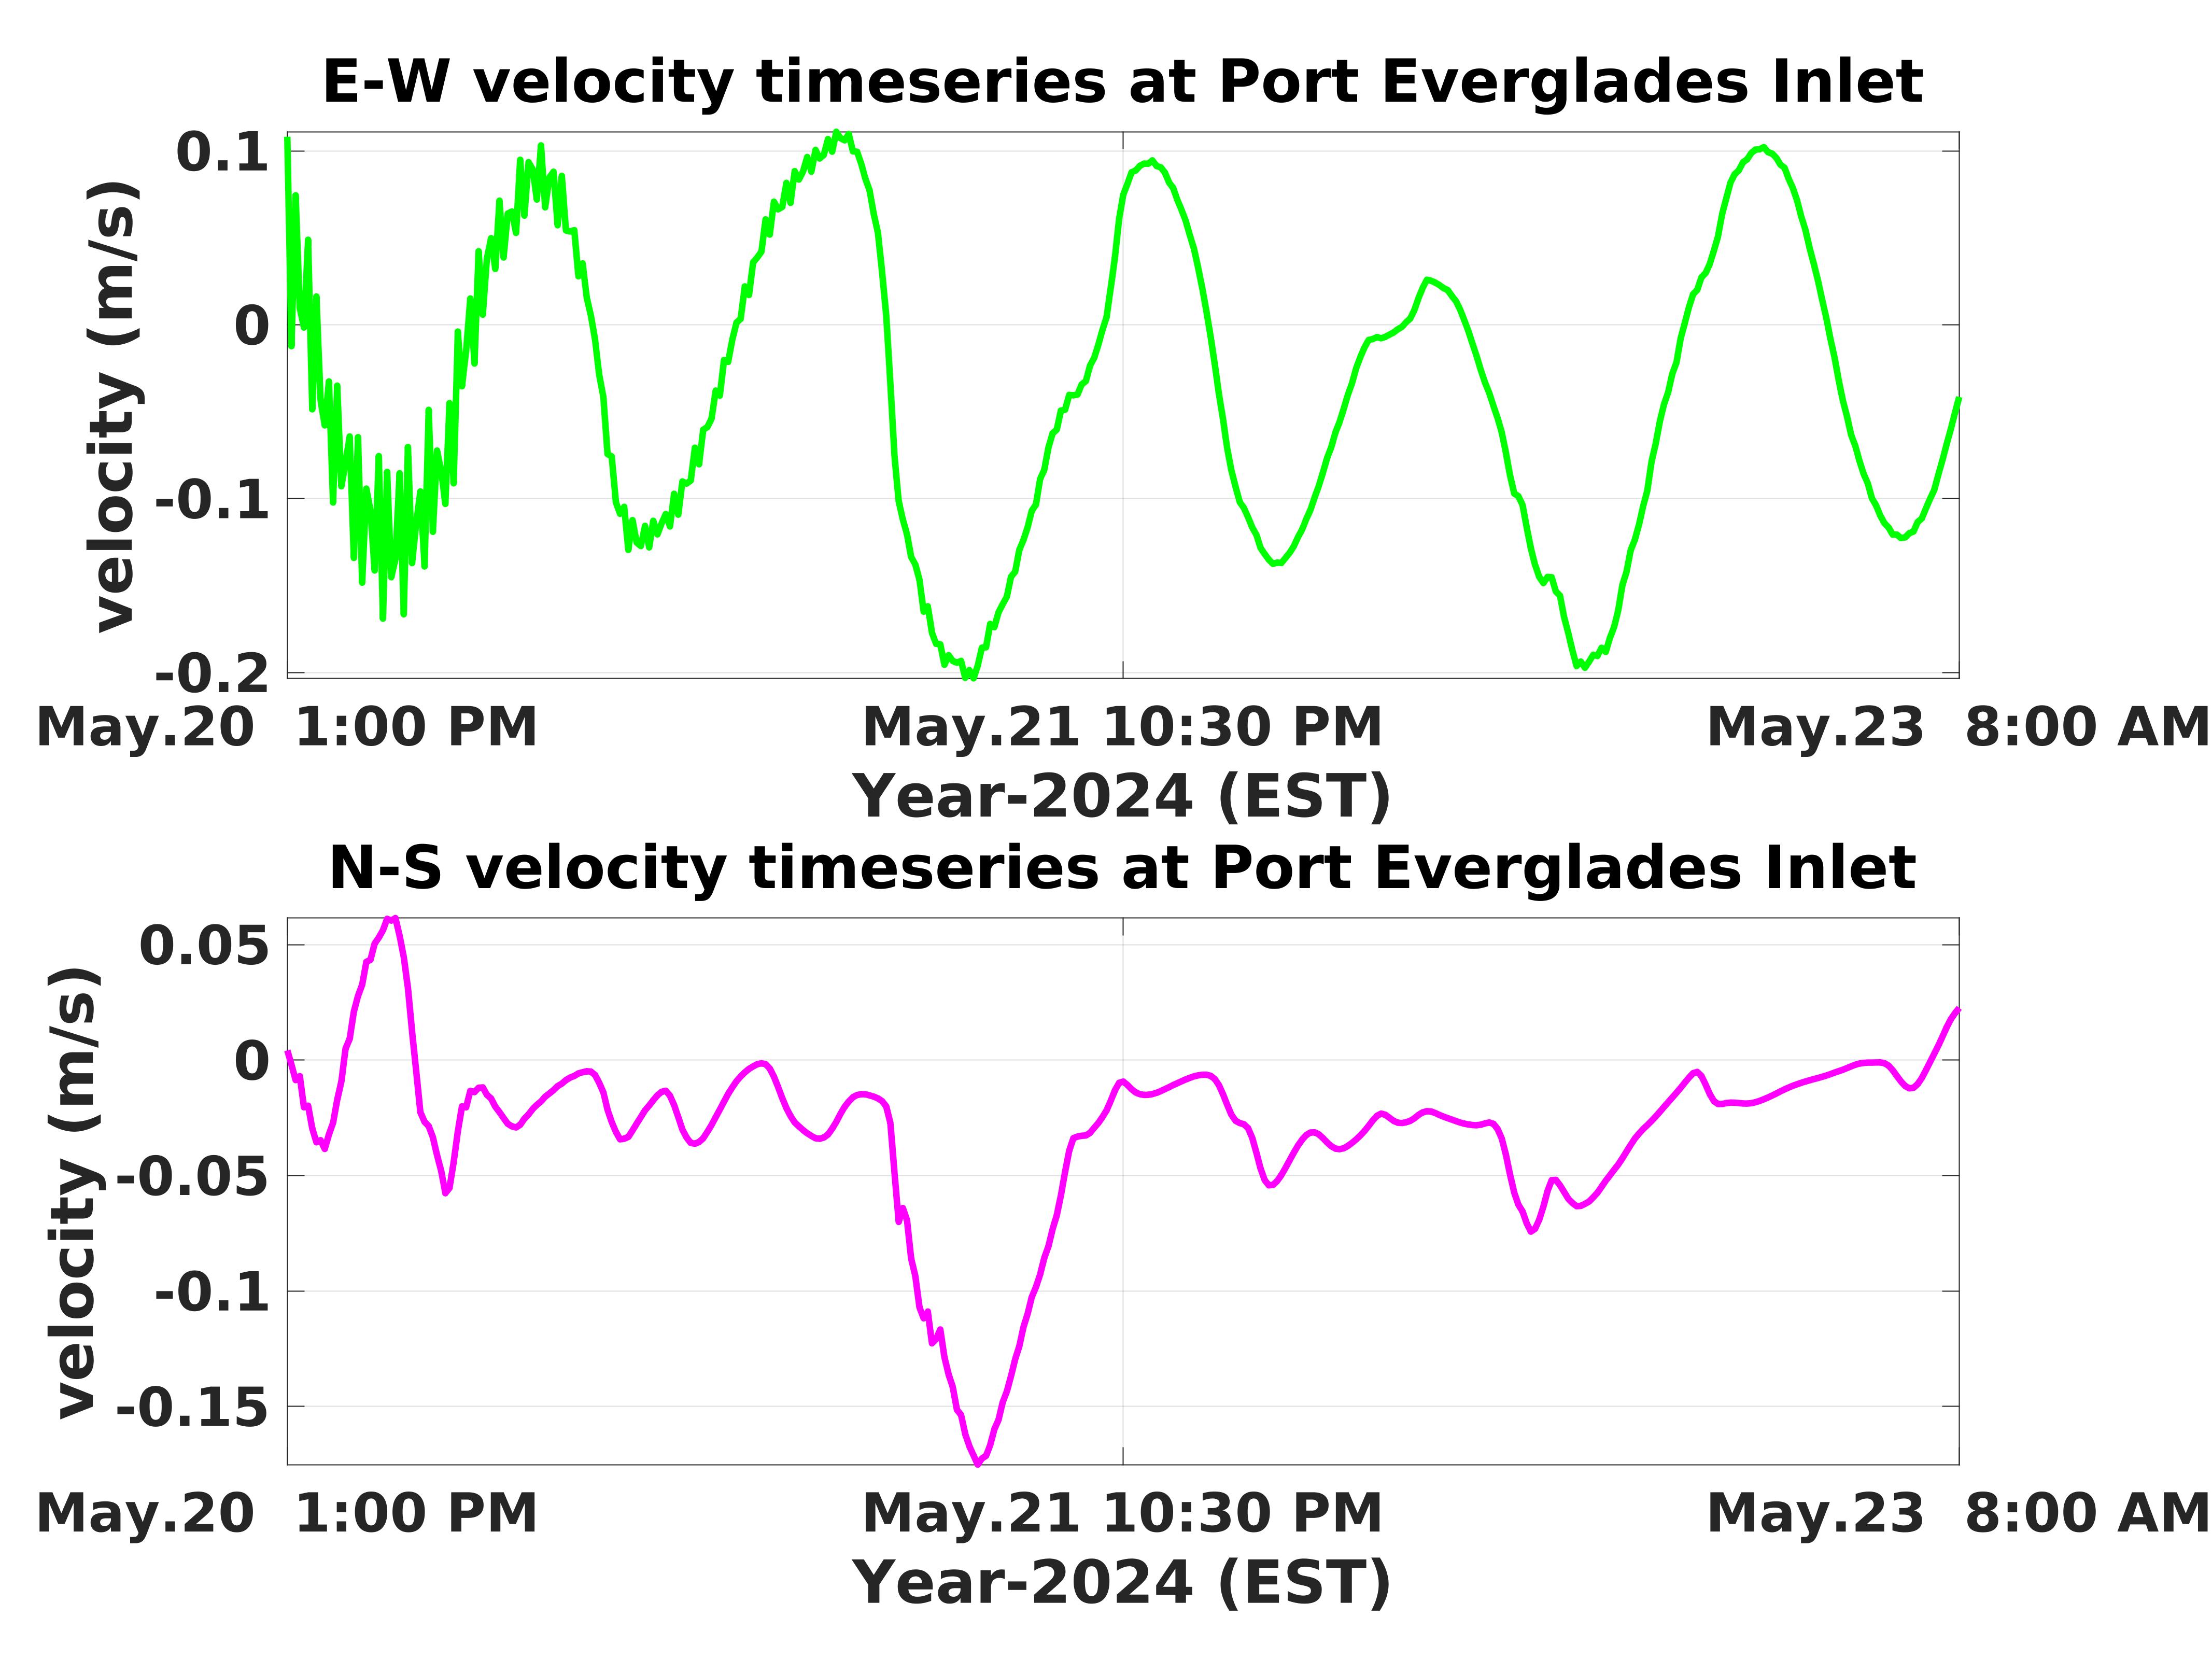 E-W velocity timeseries at Port Everglades Inlet
velocity (m/s)
0.1
0
-0.1
-0.2
May.20 1:00 PM May.21 10:30 PM May.23 8:00 AM
Year-2024 (EST)
N-S velocity timeseries at Port Everglades Inlet
velocity (m/s)
0.05
0
-0.05
-0.1
-0.15
May.20 1:00 PM May.21 10:30 PM May.23 8:00 AM
Year-2024 (EST)